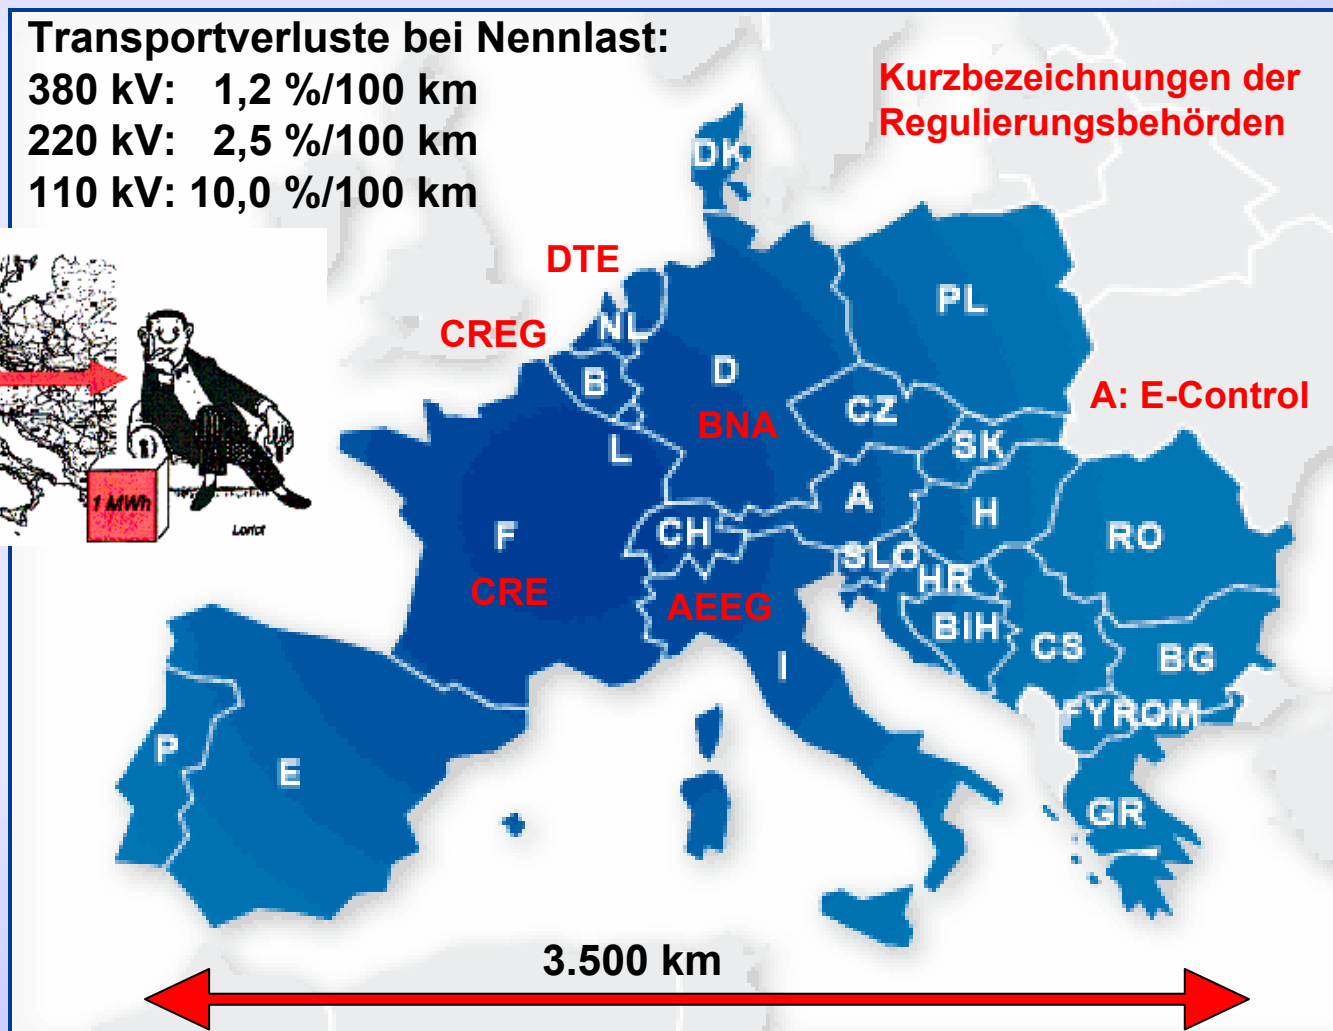 Transportverluste bei Nennlast:
380 kV: 1,2 %/100 km
220 kV: 2,5 %/100 km
110 kV: 10,0 %/100 km
Kurzbezeichnungen der
Regulierungsbehörden
DK
DTE
PL
CREG
NL
B
D
A: E-Control
CZ
BNA
SK
L
A
1 MWh
Loriot
F
CH
H
RO
SLO
HR
CRE
AEEG
BiH
CS
BG
I
FYROM
P
E
GR
3.500 km